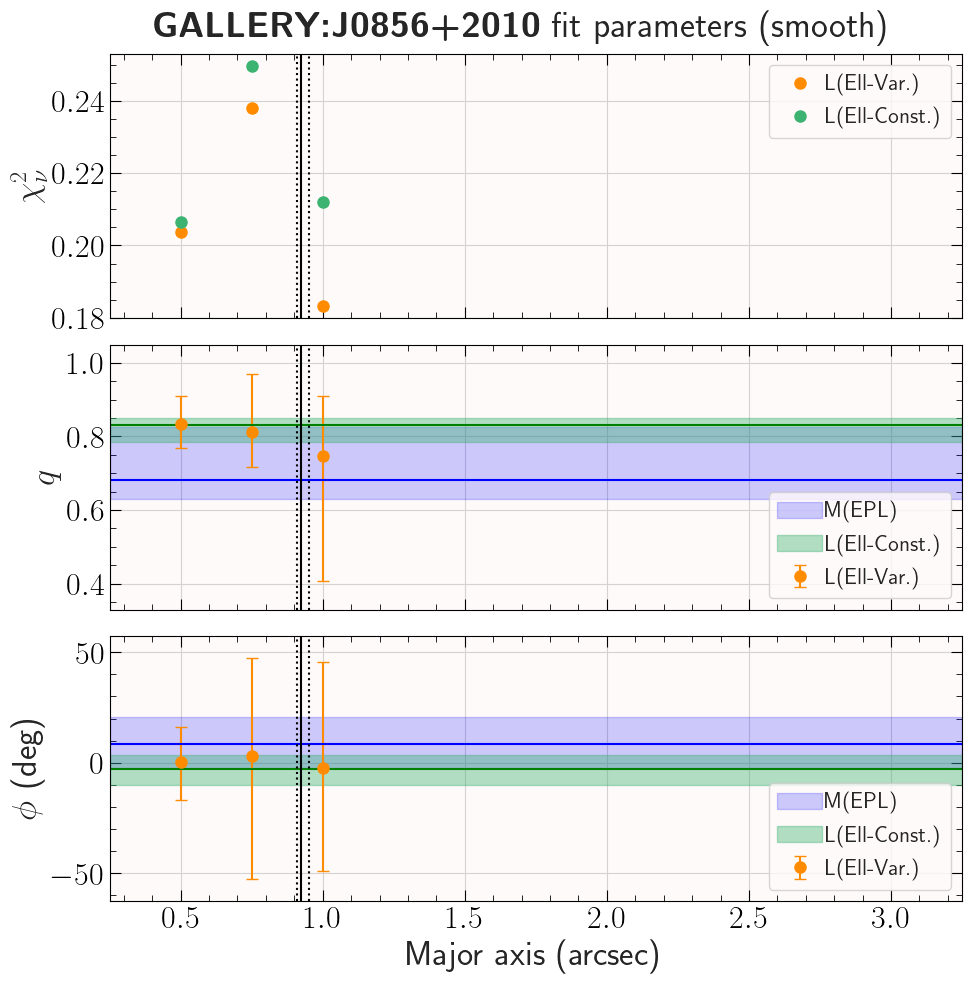 GALLERY:J0856+2010 fit parameters (smooth)
L(Ell-Var.)
L(Ell-Const.)
0.24
0.22
0.20
0.18
χ²ν
1.0
0.8
0.6
0.4
q
M(EPL)
L(Ell-Const.)
L(Ell-Var.)
50
0
−50
ϕ (deg)
M(EPL)
L(Ell-Const.)
L(Ell-Var.)
0.5 1.0 1.5 2.0 2.5 3.0
Major axis (arcsec)